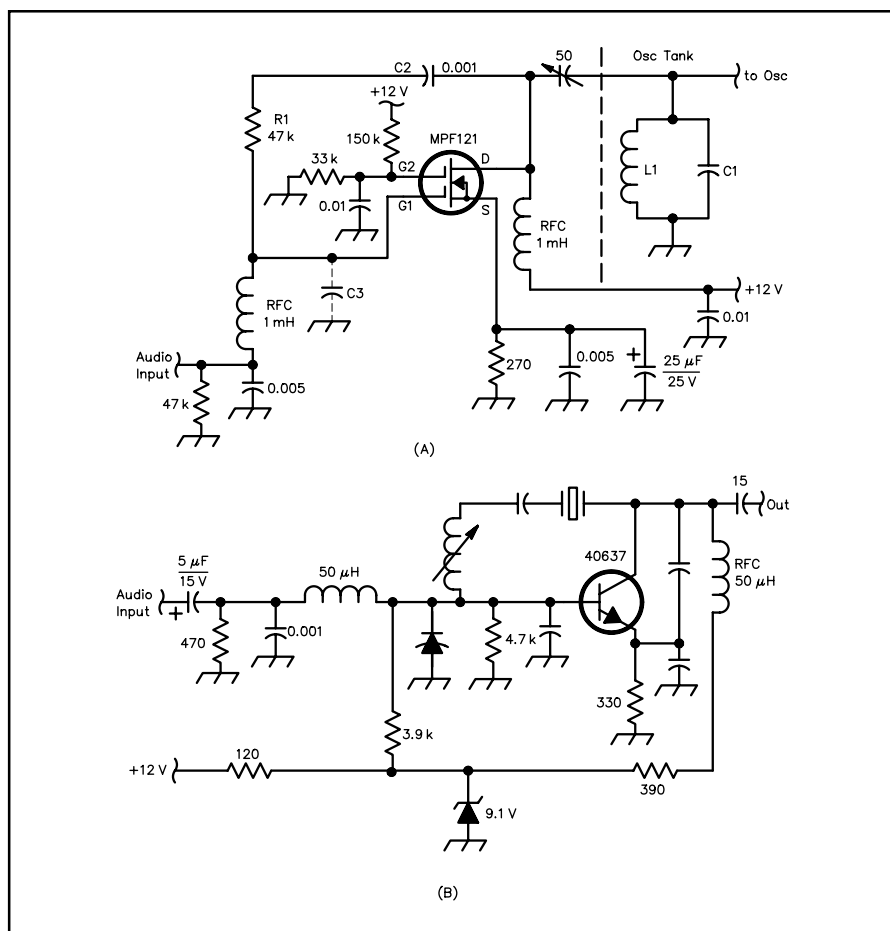 C2
0.001
50
Osc Tank
to Osc
+12 V
R1
47 k
150 k
MPF121
33 k
G2
D
0.01
G1
S
L1
C1
RFC
1 mH
C3
RFC
1 mH
+12 V
0.01
Audio
Input
47 k
0.005
270
0.005
+
25 μF
25 V
(A)
15
Out
40637
RFC
50 μH
5 μF
15 V
50 μH
Audio
Input
+
470
0.001
4.7 k
330
3.9 k
+12 V
120
390
9.1 V
(B)